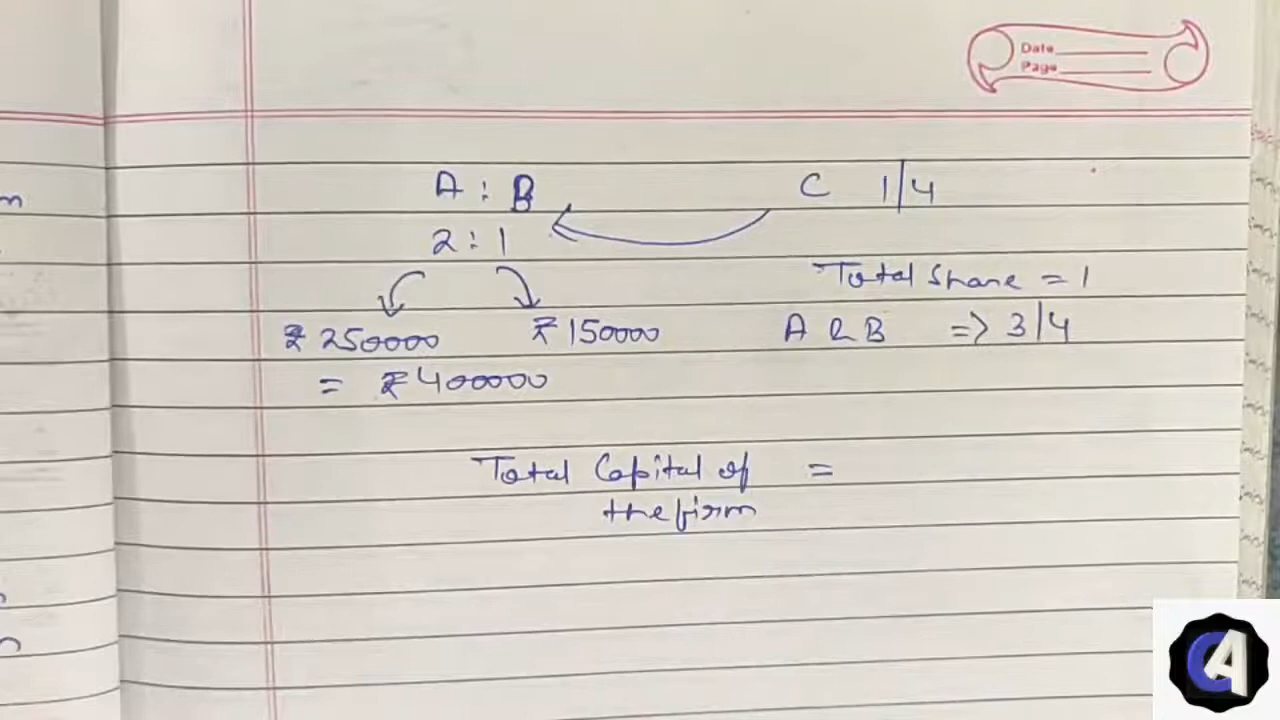 Date
Page
A : B C 1/4
2 : 1
Total Share = 1
₹ 250000 ₹ 150000 A & B => 3/4
= ₹ 400000
Total Capital of =
the firm
CA